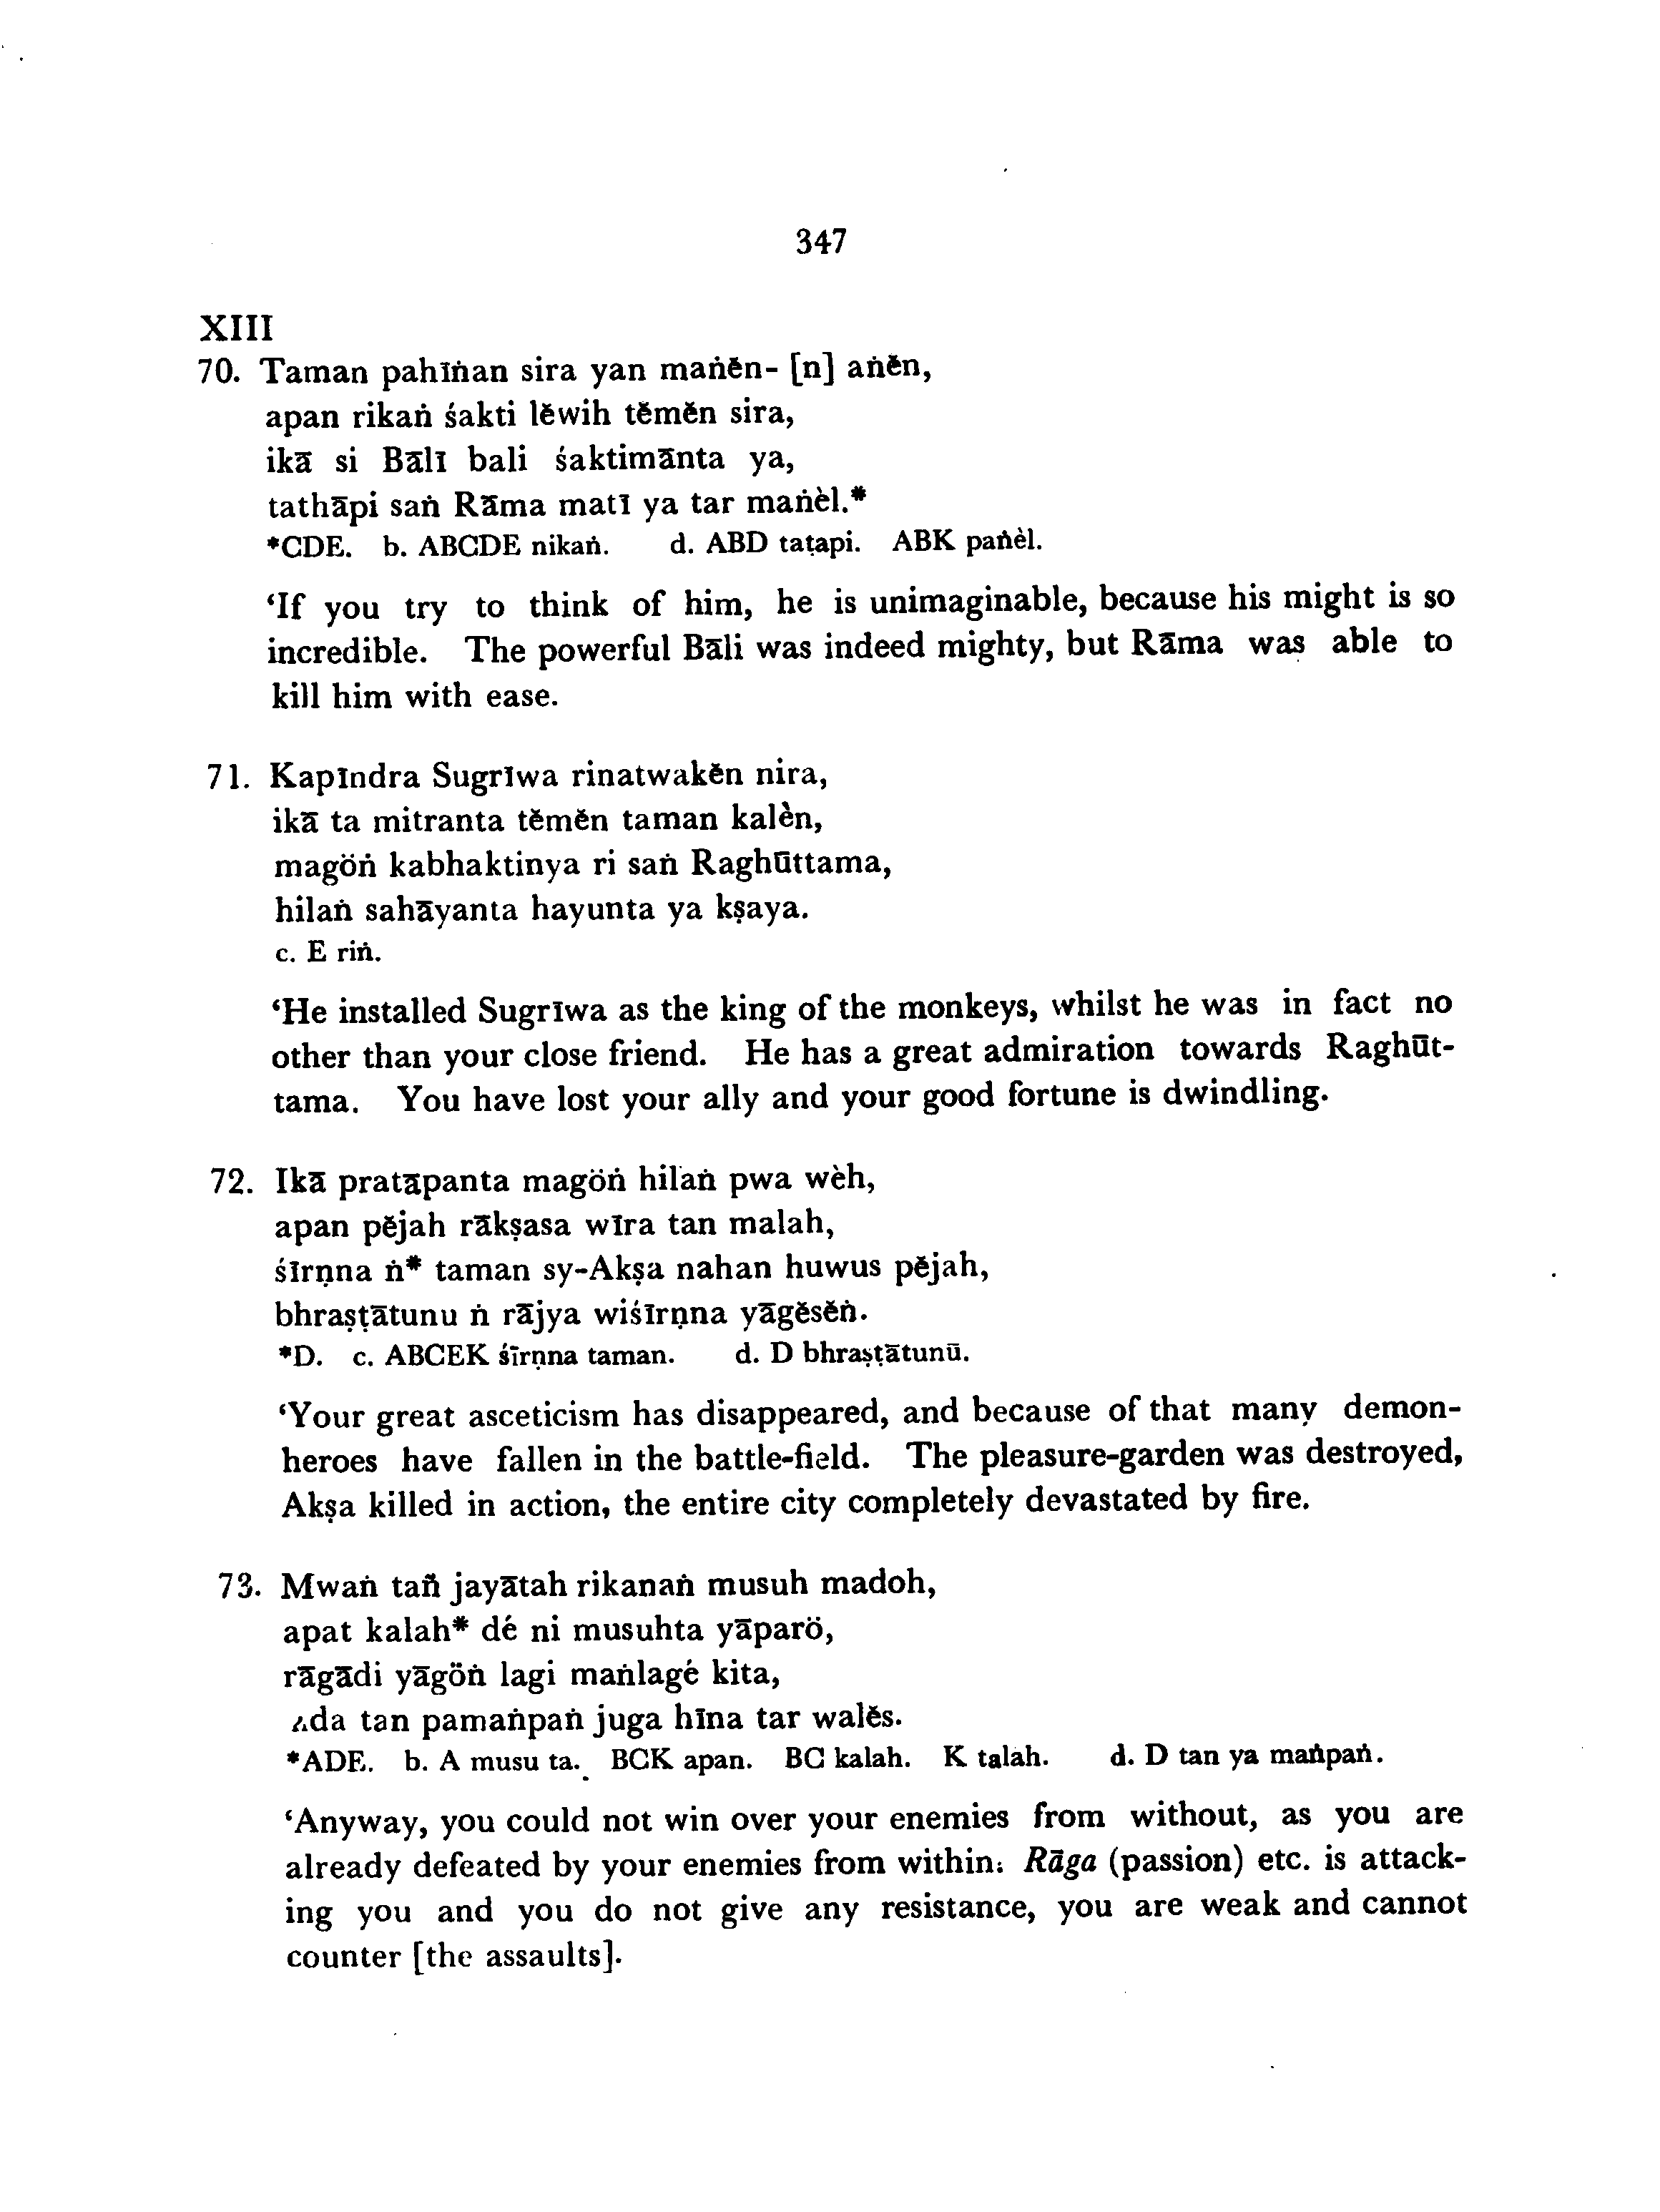 347
XIII
70. Taman pahīṅan sira yan maṅĕn- [n] aṅĕn,
apan rikaṅ śakti lĕwih tĕmĕn sira,
ikā si Bālī bali śaktimānta ya,
tathāpi saṅ Rāma matī ya tar maṅèl.*
*CDE. b. ABCDE nikaṅ. d. ABD taṭapi. ABK paṅèl.
‘If you try to think of him, he is unimaginable, because his might is so
incredible. The powerful Bāli was indeed mighty, but Rāma was able to
kill him with ease.
71. Kapīndra Sugrīwa rinatwakĕn nira,
ikā ta mitranta tĕmĕn taman kalèn,
magöṅ kabhaktinya ri saṅ Raghūttama,
hilaṅ sahāyanta hayunta ya kṣaya.
c. E riṅ.
‘He installed Sugrīwa as the king of the monkeys, whilst he was in fact no
other than your close friend. He has a great admiration towards Raghūt-
tama. You have lost your ally and your good fortune is dwindling.
72. Ikā pratāpanta magöṅ hilaṅ pwa wèh,
apan pĕjah rākṣasa wīra tan malah,
śīrṇna ṅ* taman sy-Akṣa nahan huwus pĕjah,
bhraṣṭātunu ṅ rājya wiśīrṇna yāgĕsĕṅ.
*D. c. ABCEK śīrṇna taman. d. D bhraṣṭātunū.
‘Your great asceticism has disappeared, and because of that many demon-
heroes have fallen in the battle-field. The pleasure-garden was destroyed,
Akṣa killed in action, the entire city completely devastated by fire.
73. Mwaṅ tañ jayātah rikanaṅ musuh madoh,
apat kalah* dé ni musuhta yāparö,
rāgādi yāgöṅ lagi maṅlagé kita,
ada tan pamaṅpaṅ juga hīna tar walĕs.
*ADE. b. A musu ta. BCK apan. BC kalah. K talah. d. D tan ya maṅpaṅ.
‘Anyway, you could not win over your enemies from without, as you are
already defeated by your enemies from within. Rāga (passion) etc. is attack-
ing you and you do not give any resistance, you are weak and cannot
counter [the assaults].